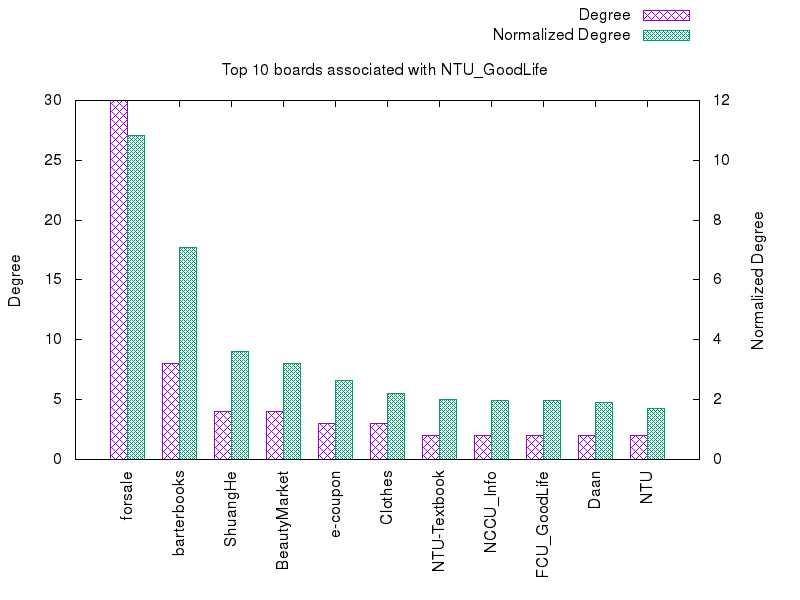 Degree
Normalized Degree
Top 10 boards associated with NTU_GoodLife
30
25
20
15
10
5
0
12
10
8
6
4
2
0
Degree
Normalized Degree
forsale
barterbooks
ShuangHe
BeautyMarket
e-coupon
Clothes
NTU-Textbook
NCCU_Info
FCU_GoodLife
Daan
NTU